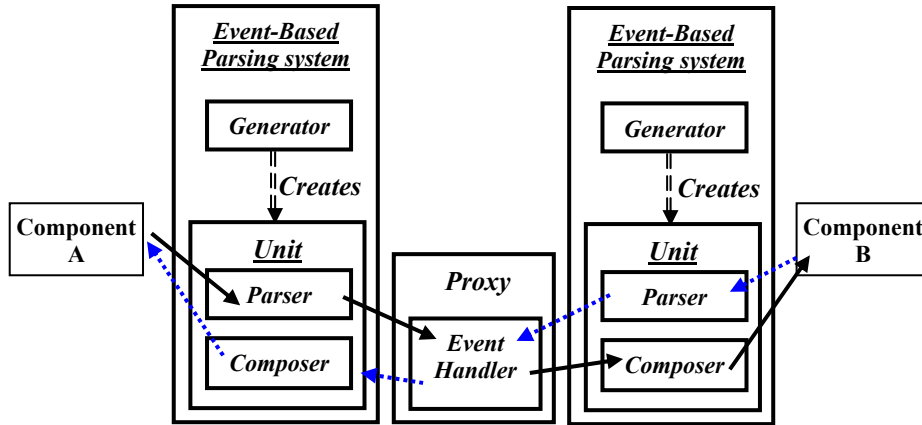 Event-Based
Parsing system
Generator
Creates
Unit
Parser
Composer
Component
A
Proxy
Event
Handler
Event-Based
Parsing system
Generator
Creates
Unit
Parser
Composer
Component
B